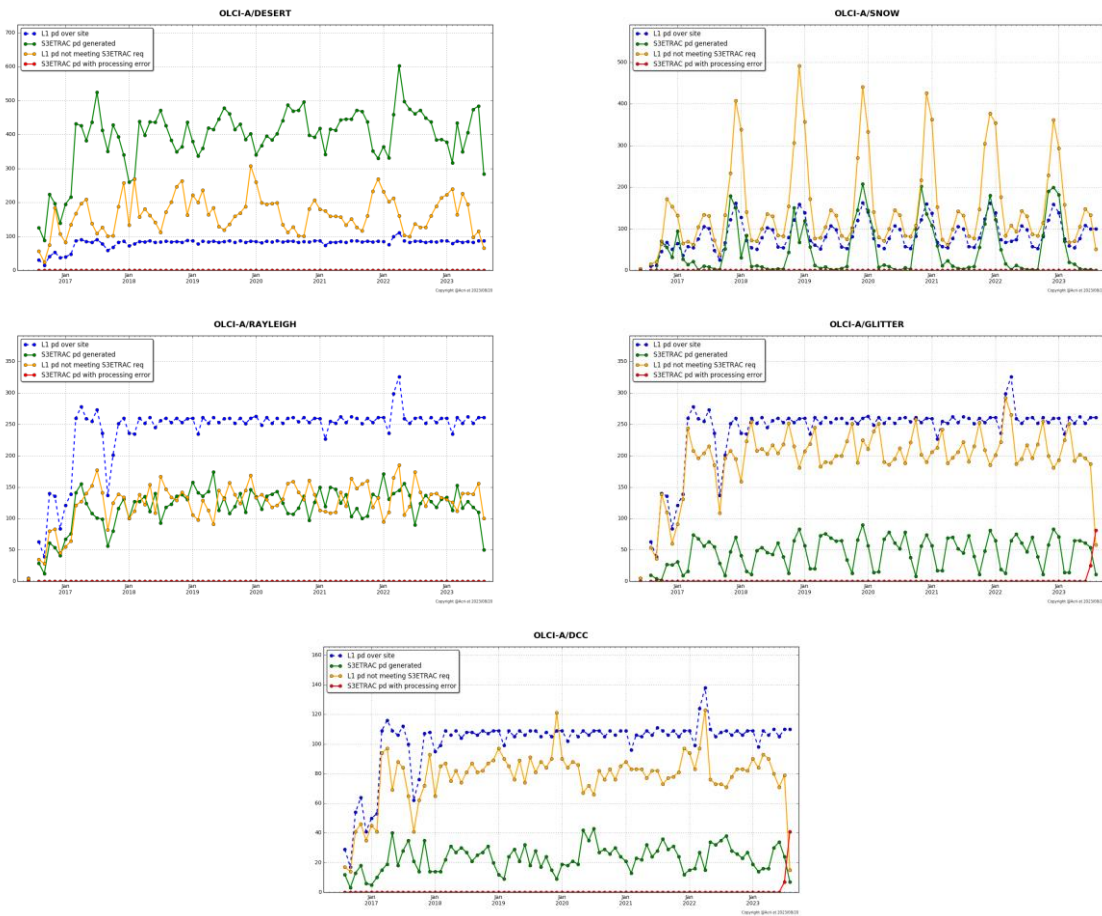 OLCI-A/DESERT
L1 pd over site
S3ETRAC pd generated
L1 pd not meeting S3ETRAC req
S3ETRAC pd with processing error
700
600
500
400
300
200
100
0
Jan Jan Jan Jan Jan Jan Jan
2017 2018 2019 2020 2021 2022 2023
Copyright
OLCI-A/SNOW
L1 pd over site
S3ETRAC pd generated
L1 pd not meeting S3ETRAC req
S3ETRAC pd with processing error
500
400
300
200
100
0
Jan Jan Jan Jan Jan Jan Jan
2017 2018 2019 2020 2021 2022 2023
Copyright
OLCI-A/RAYLEIGH
L1 pd over site
S3ETRAC pd generated
L1 pd not meeting S3ETRAC req
S3ETRAC pd with processing error
350
300
250
200
150
100
50
0
Jan Jan Jan Jan Jan Jan Jan
2017 2018 2019 2020 2021 2022 2023
Copyright
OLCI-A/GLITTER
L1 pd over site
S3ETRAC pd generated
L1 pd not meeting S3ETRAC req
S3ETRAC pd with processing error
350
300
250
200
150
100
50
0
Jan Jan Jan Jan Jan Jan Jan
2017 2018 2019 2020 2021 2022 2023
Copyright
OLCI-A/DCC
L1 pd over site
S3ETRAC pd generated
L1 pd not meeting S3ETRAC req
S3ETRAC pd with processing error
160
140
120
100
80
60
40
20
0
Jan Jan Jan Jan Jan Jan Jan
2017 2018 2019 2020 2021 2022 2023
Copyright